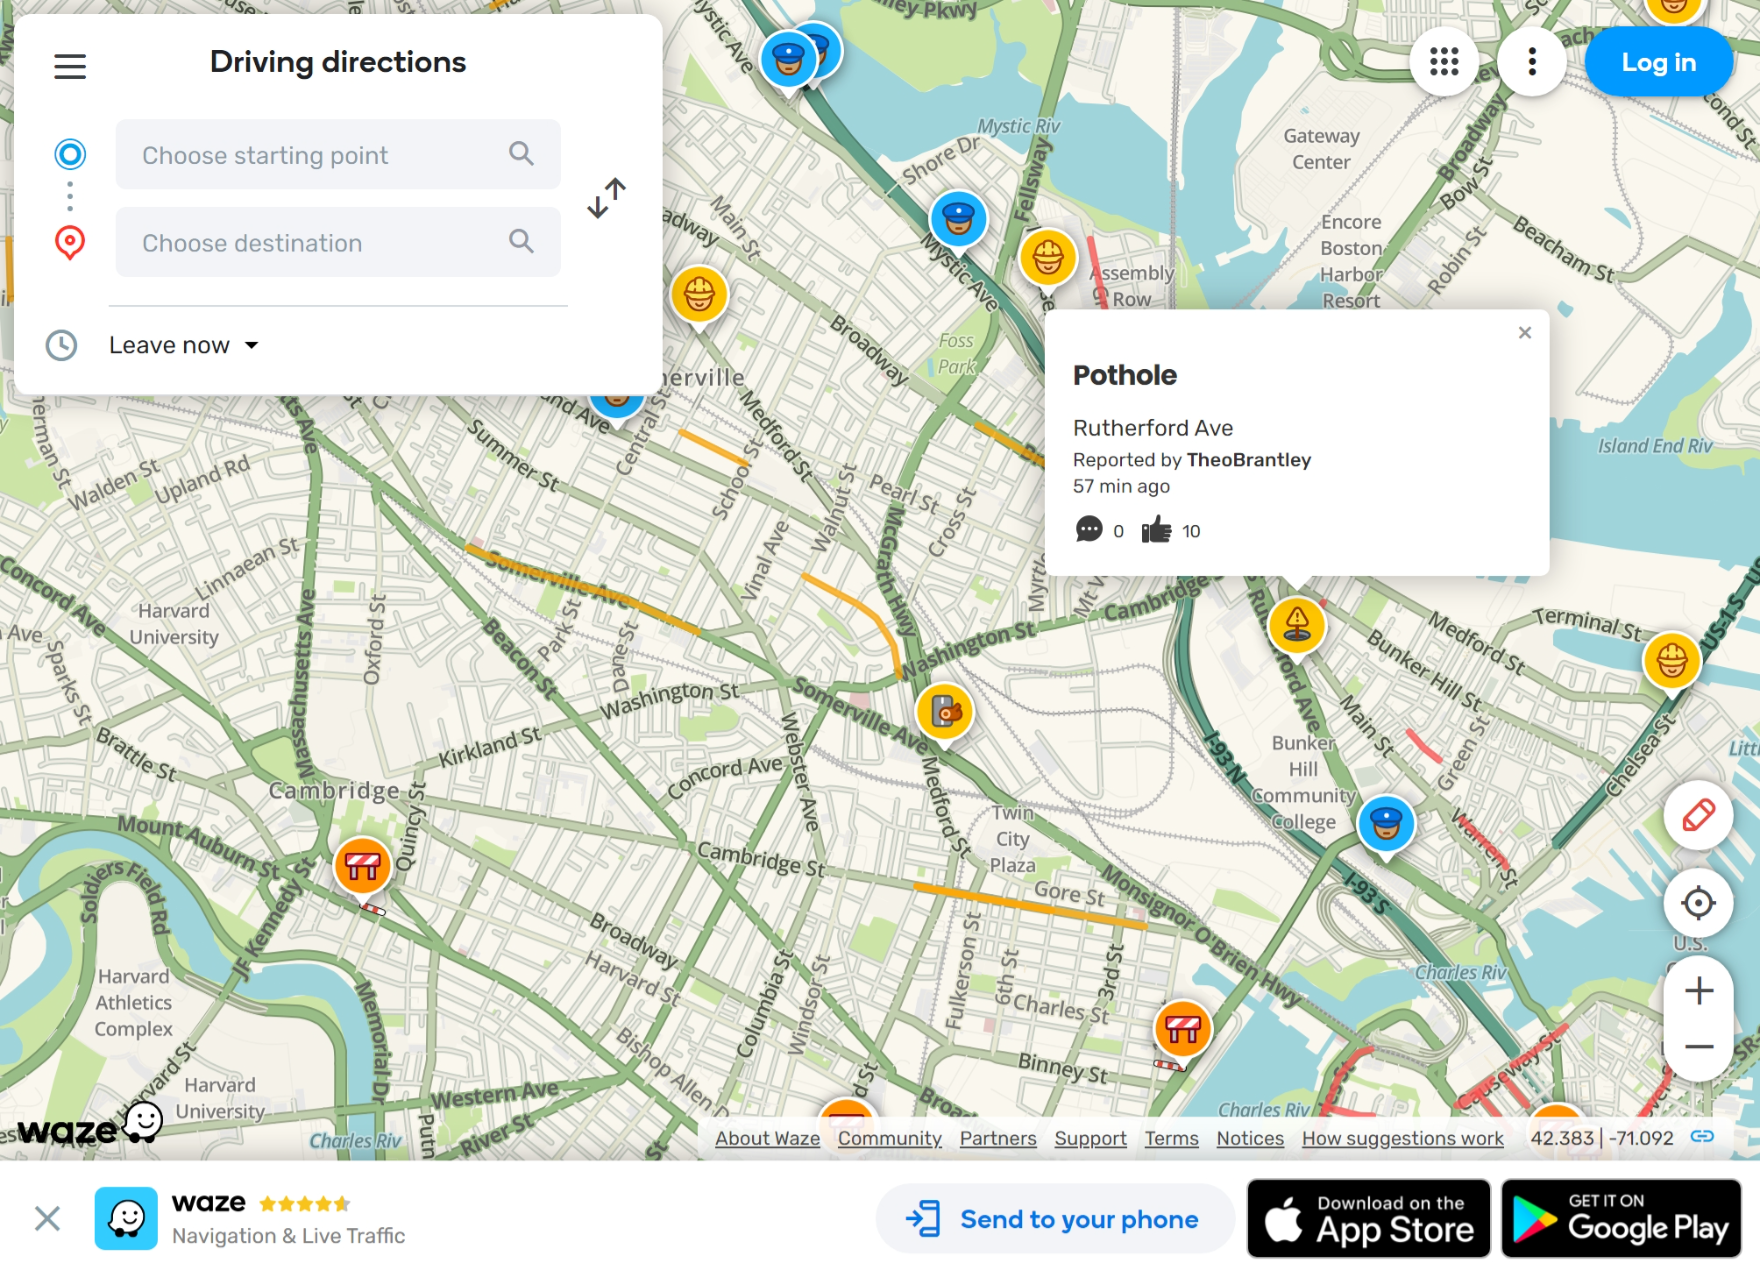 Driving directions
Choose starting point
Choose destination
Leave now
Log in
Mystic Ave
Mystic Riv
Shore Dr
Fellsway
Main St
Mystic Ave
Broadway
Foss
Park
Assembly
Row
Gateway
Center
Broadway
Bow St
Encore
Boston
Harbor
Resort
Robin St
Beacham St
Island End Riv
Pothole
Rutherford Ave
Reported by TheoBrantley
57 min ago
0
10
Walden St
Upland Rd
Summer St
Central St
School St
Medford St
Walnut St
Pearl St
Cross St
McGrath Hwy
Vinal Ave
Linnaean St
Concord Ave
Harvard
University
Oxford St
Massachusetts Ave
Sparks St
Brattle St
Somerville Ave
Park St
Dane St
Beacon St
Washington St
Washington St
Kirkland St
Somerville Ave
Webster Ave
Concord Ave
Medford St
Cambridge
Mount Auburn St
Quincy St
Soldiers Field Rd
JF Kennedy St
Cambridge St
Twin
City
Plaza
Gore St
Monsignor O'Brien Hwy
Broadway
Harvard St
Columbia St
Windsor St
Fulkerson St
6th St
3rd St
Charles St
Binney St
Harvard
Athletics
Complex
Memorial Dr
Harvard
University
Western Ave
River St
Charles Riv
Medford St
Terminal St
Bunker Hill St
Main St
Green St
Bunker
Hill
Community
College
I-93 N
I-93 S
Warren St
Chelsea St
US-1 S
U.S.
Charles Riv
Charles Riv
Causeway St
waze
About Waze Community Partners Support Terms Notices How suggestions work 42.383 | -71.092
waze
Navigation & Live Traffic
Send to your phone
Download on the
App Store
GET IT ON
Google Play